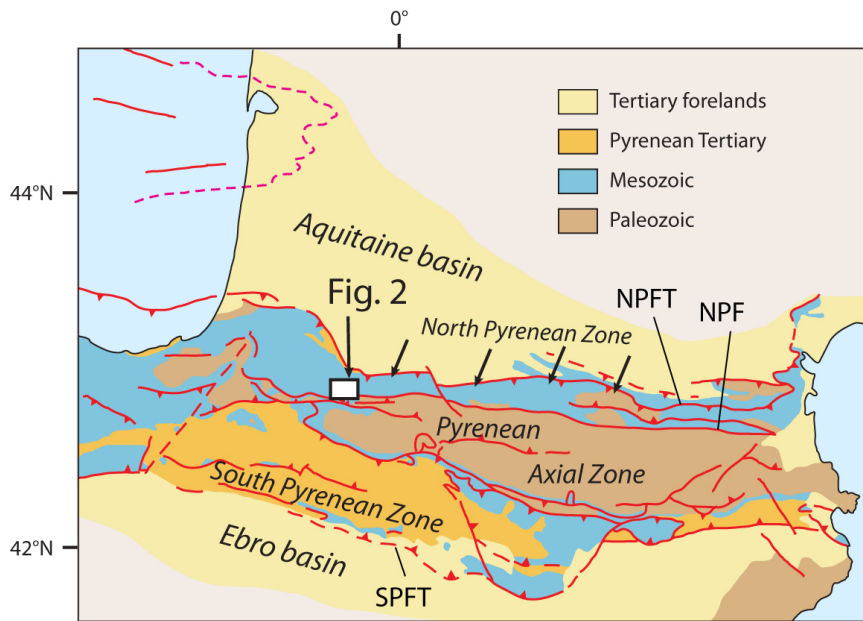 0°
Tertiary forelands
Pyrenean Tertiary
44°N
Mesozoic
Paleozoic
Aquitaine basin
Fig. 2
NPFT
NPF
North Pyrenean Zone
Pyrenean
Axial Zone
South Pyrenean Zone
Ebro basin
42°N
SPFT